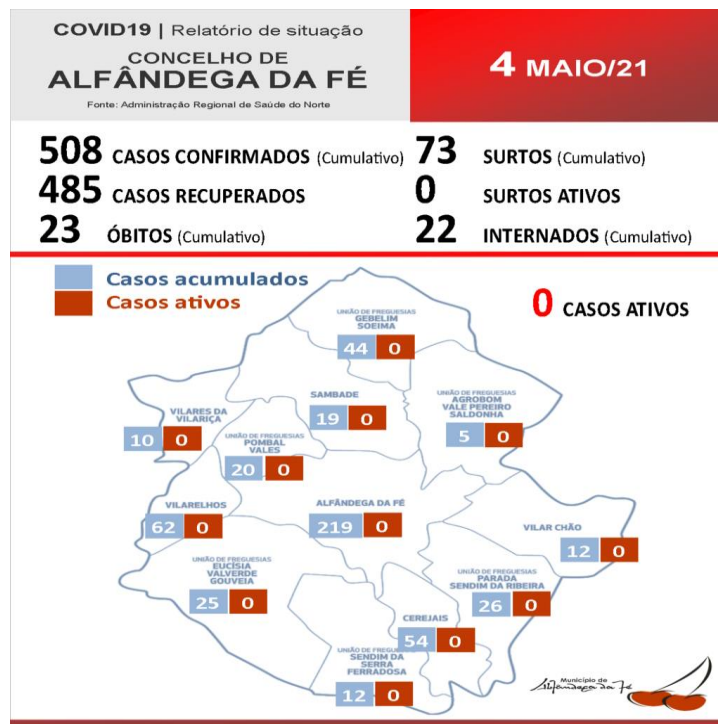 COVID19 | Relatório de situação
CONCELHO DE
ALFÂNDEGA DA FÉ
Fonte: Administração Regional de Saúde do Norte
4 MAIO/21
508 CASOS CONFIRMADOS (Cumulativo)
73 SURTOS (Cumulativo)
485 CASOS RECUPERADOS
0 SURTOS ATIVOS
23 ÓBITOS (Cumulativo)
22 INTERNADOS (Cumulativo)
Casos acumulados
Casos ativos
0 CASOS ATIVOS
UNIÃO DE FREGUESIAS
GEBELIM
SOEIMA
44 0
SAMBADE
19 0
UNIÃO DE FREGUESIAS
AGROBOM
VALE PEREIRO
SALDONHA
5 0
VILARES DA
VILARIÇA
10 0
UNIÃO DE FREGUESIAS
POMBAL
VALES
20 0
VILARELHOS
62 0
ALFÂNDEGA DA FÉ
219 0
VILAR CHÃO
12 0
UNIÃO DE FREGUESIAS
EUCÍSIA
VALVERDE
GOUVEIA
25 0
UNIÃO DE FREGUESIAS
PARADA
SENDIM DA RIBEIRA
26 0
CEREJAIS
54 0
UNIÃO DE FREGUE
SENDIM DA
SERRA
FERRADOSA
12 0
Município de
Alfândega da Fé